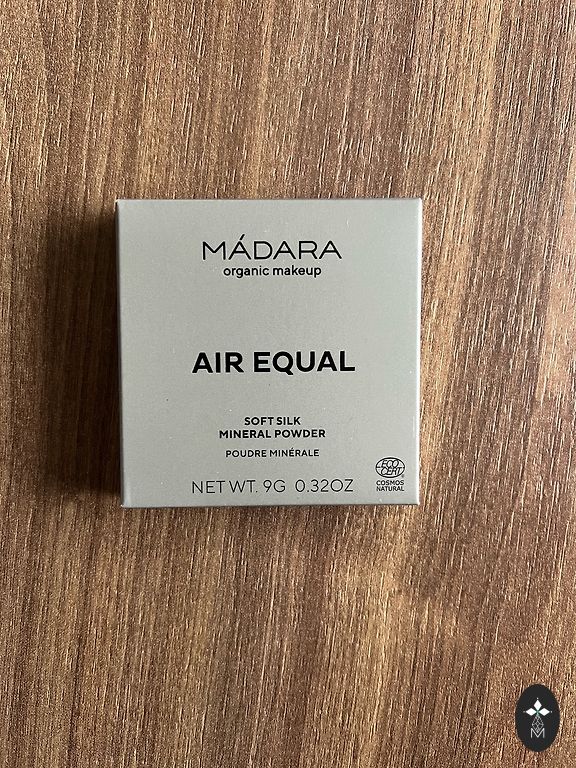 MÁDARA
organic makeup
AIR EQUAL
SOFT SILK
MINERAL POWDER
POUDRE MINÉRALE
NET WT. 9G 0.32OZ
ECO
CERT
COSMOS
NATURAL
M